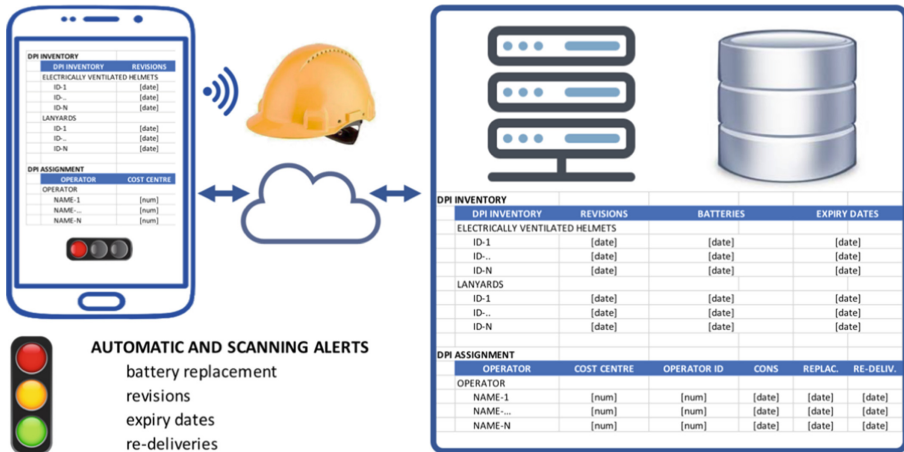 DPI INVENTORY
DPI INVENTORY REVISIONS
ELECTRICALLY VENTILATED HELMETS
ID-1 [date]
ID-.. [date]
ID-N [date]
LANYARDS
ID-1 [date]
ID-.. [date]
ID-N [date]
DPI ASSIGNMENT
OPERATOR COST CENTRE
OPERATOR
NAME-1 [num]
NAME-... [num]
NAME-N [num]
AUTOMATIC AND SCANNING ALERTS
battery replacement
revisions
expiry dates
re-deliveries
DPI INVENTORY
DPI INVENTORY REVISIONS BATTERIES EXPIRY DATES
ELECTRICALLY VENTILATED HELMETS
ID-1 [date] [date] [date]
ID-.. [date] [date] [date]
ID-N [date] [date] [date]
LANYARDS
ID-1 [date] [date] [date]
ID-.. [date] [date] [date]
ID-N [date] [date] [date]
DPI ASSIGNMENT
OPERATOR COST CENTRE OPERATOR ID CONS REPLAC. RE-DELIV.
OPERATOR
NAME-1 [num] [num] [date] [date] [date]
NAME-... [num] [num] [date] [date] [date]
NAME-N [num] [num] [date] [date] [date]